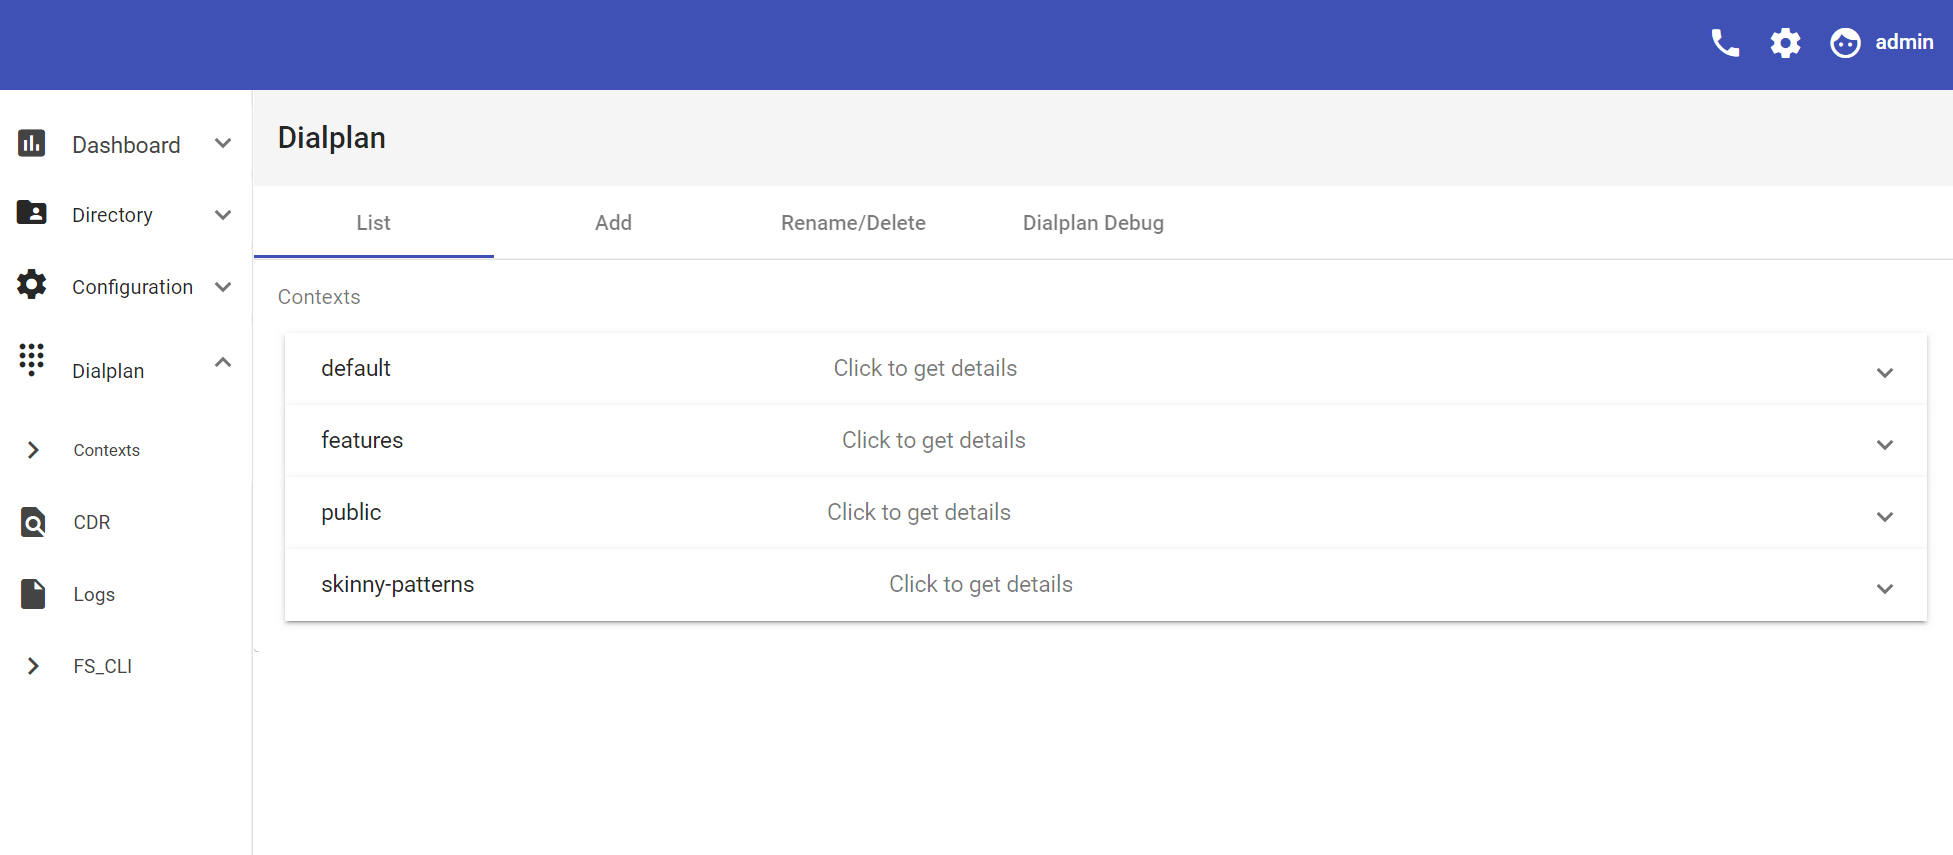 admin
Dashboard
Directory
Configuration
Dialplan
Contexts
CDR
Logs
FS_CLI
Dialplan
List Add Rename/Delete Dialplan Debug
Contexts
default Click to get details
features Click to get details
public Click to get details
skinny-patterns Click to get details